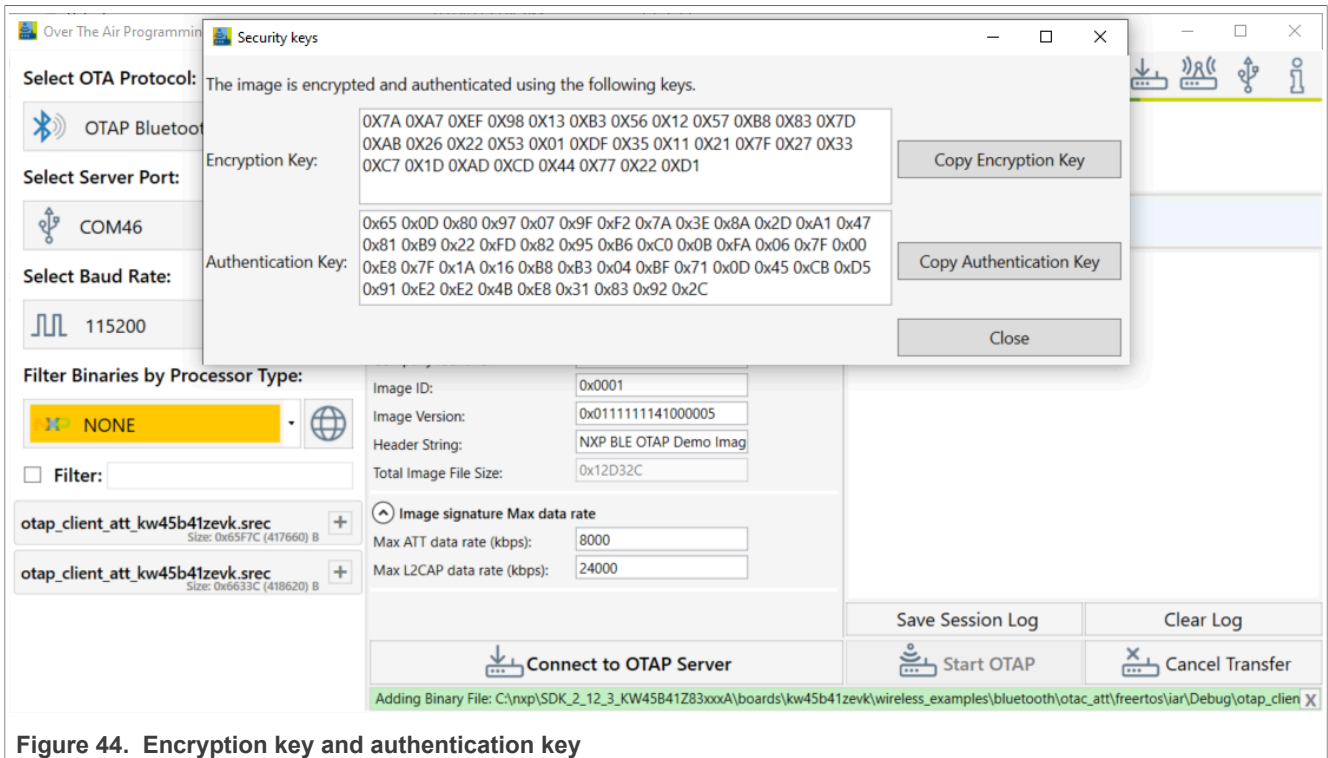 Over The Air Programmin
Security keys
Select OTA Protocol:
The image is encrypted and authenticated using the following keys.
OTAP Bluetoot
Encryption Key:
0X7A 0XA7 0XEF 0X98 0X13 0XB3 0X56 0X12 0X57 0XB8 0X83 0X7D
0XAB 0X26 0X22 0X53 0X01 0XDF 0X35 0X11 0X21 0X7F 0X27 0X33
0XC7 0X1D 0XAD 0XCD 0X44 0X77 0X22 0XD1
Copy Encryption Key
Select Server Port:
COM46
Authentication Key:
0x65 0x0D 0x80 0x97 0x07 0x9F 0xF2 0x7A 0x3E 0x8A 0x2D 0xA1 0x47
0x81 0xB9 0x22 0xFD 0x82 0x95 0xB6 0xC0 0x0B 0xFA 0x06 0x7F 0x00
0xE8 0x7F 0x1A 0x16 0xB8 0xB3 0x04 0xBF 0x71 0x0D 0x45 0xCB 0xD5
0x91 0xE2 0xE2 0x4B 0xE8 0x31 0x83 0x92 0x2C
Copy Authentication Key
Select Baud Rate:
115200
Close
Filter Binaries by Processor Type:
NXP NONE
Filter:
otap_client_att_kw45b41zevk.srec
Size: 0x65F7C (417660) B
otap_client_att_kw45b41zevk.srec
Size: 0x6633C (418620) B
Image ID: 0x0001
Image Version: 0x0111111141000005
Header String: NXP BLE OTAP Demo Imag
Total Image File Size: 0x12D32C
Image signature Max data rate
Max ATT data rate (kbps): 8000
Max L2CAP data rate (kbps): 24000
Save Session Log
Clear Log
Connect to OTAP Server
Start OTAP
Cancel Transfer
Adding Binary File: C:\nxp\SDK_2_12_3_KW45B41Z83xxxA\boards\kw45b41zevk\wireless_examples\bluetooth\otac_att\freertos\iar\Debug\otap_clien X
Figure 44. Encryption key and authentication key